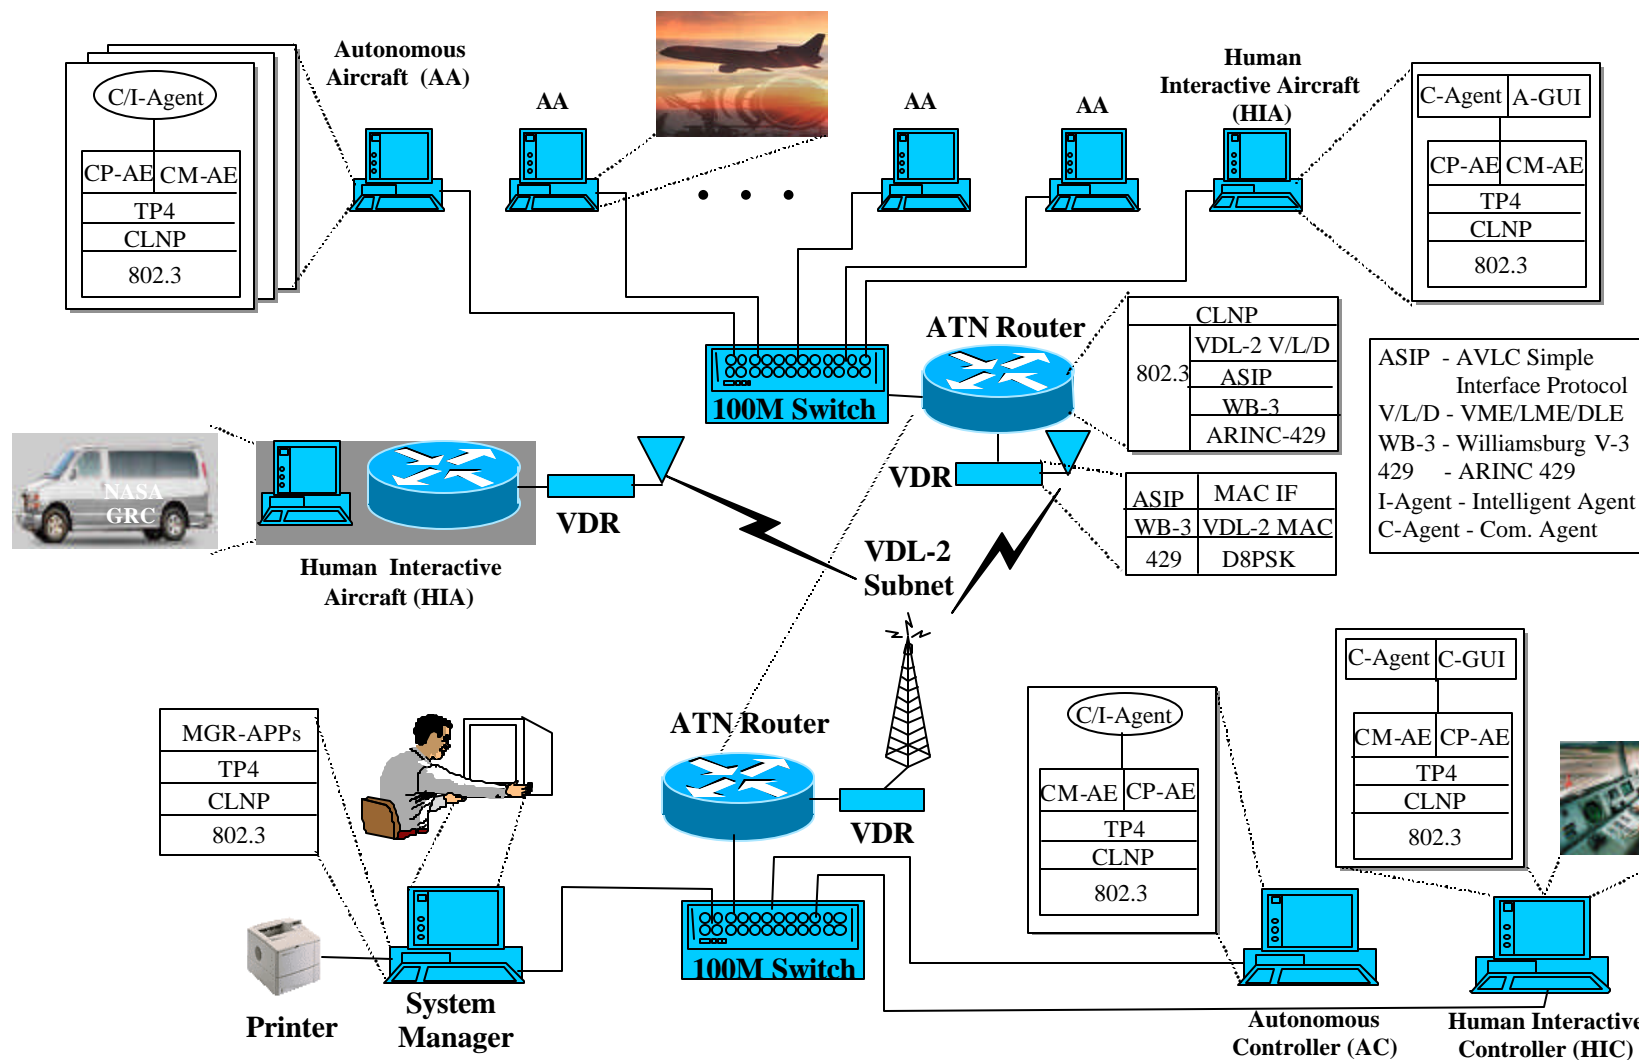 Autonomous
Aircraft (AA)
AA
AA
AA
Human
Interactive Aircraft
(HIA)
C/I-Agent
CP-AE
CM-AE
TP4
CLNP
802.3
C-Agent
A-GUI
CP-AE
CM-AE
TP4
CLNP
802.3
ATN Router
100M Switch
CLNP
802.3
VDL-2 V/L/D
ASIP
WB-3
ARINC-429
ASIP - AVLC Simple
Interface Protocol
V/L/D - VME/LME/DLE
WB-3 - Williamsburg V-3
429 - ARINC 429
I-Agent - Intelligent Agent
C-Agent - Com. Agent
NASA
GRC
VDR
Human Interactive
Aircraft (HIA)
VDR
ASIP
MAC IF
WB-3
VDL-2 MAC
429
D8PSK
VDL-2
Subnet
MGR-APPs
TP4
CLNP
802.3
ATN Router
VDR
C/I-Agent
CM-AE
CP-AE
TP4
CLNP
802.3
C-Agent
C-GUI
CM-AE
CP-AE
TP4
CLNP
802.3
100M Switch
Printer
System
Manager
Autonomous
Controller (AC)
Human Interactive
Controller (HIC)